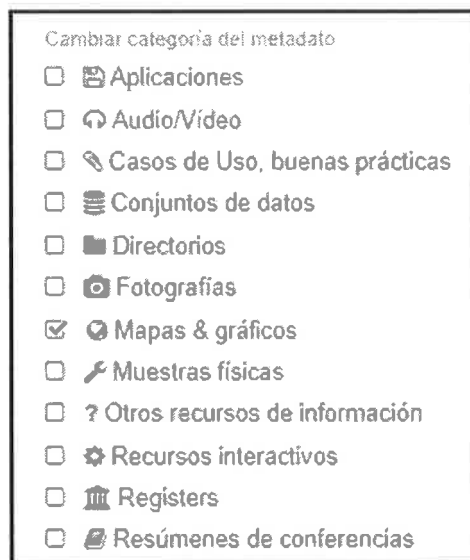 Cambiar categoría del metadato
Aplicaciones
Audio/Vídeo
Casos de Uso, buenas prácticas
Conjuntos de datos
Directorios
Fotografías
Mapas & gráficos
Muestras físicas
? Otros recursos de información
Recursos interactivos
Registers
Resúmenes de conferencias